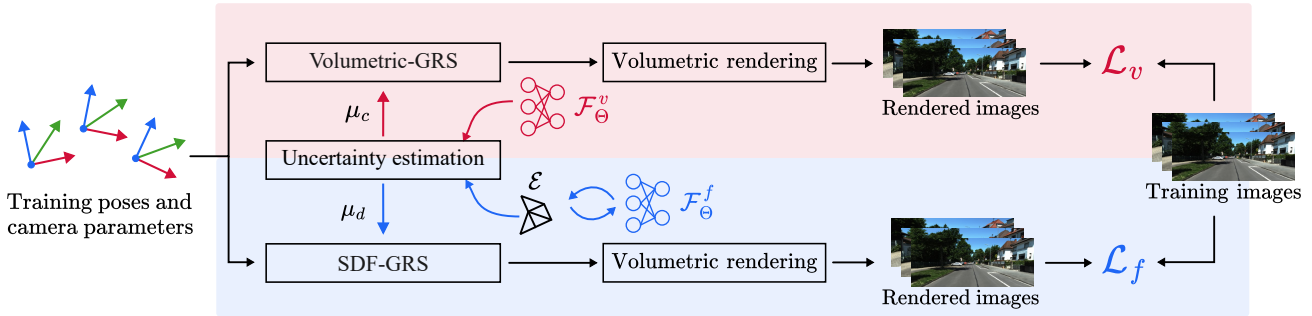 Volumetric-GRS
Volumetric rendering
Rendered images
ℒ_v
μ_c
ℱ_Θ^v
Uncertainty estimation
Training poses and
camera parameters
Training images
μ_d
ℰ
ℱ_Θ^f
SDF-GRS
Volumetric rendering
Rendered images
ℒ_f